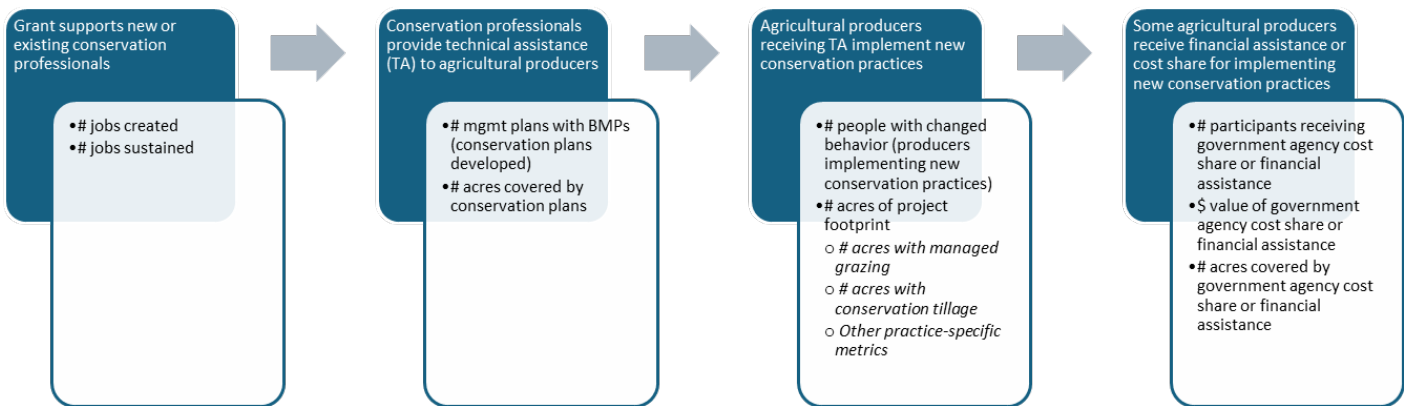 Grant supports new or
existing conservation
professionals
•# jobs created
•# jobs sustained
Conservation professionals
provide technical assistance
(TA) to agricultural producers
•# mgmt plans with BMPs
(conservation plans
developed)
•# acres covered by
conservation plans
Agricultural producers
receiving TA implement new
conservation practices
•# people with changed
behavior (producers
implementing new
conservation practices)
•# acres of project
footprint
o # acres with managed
grazing
o # acres with
conservation tillage
o Other practice-specific
metrics
Some agricultural producers
receive financial assistance or
cost share for implementing
new conservation practices
•# participants receiving
government agency cost
share or financial
assistance
•$ value of government
agency cost share or
financial assistance
•# acres covered by
government agency cost
share or financial
assistance